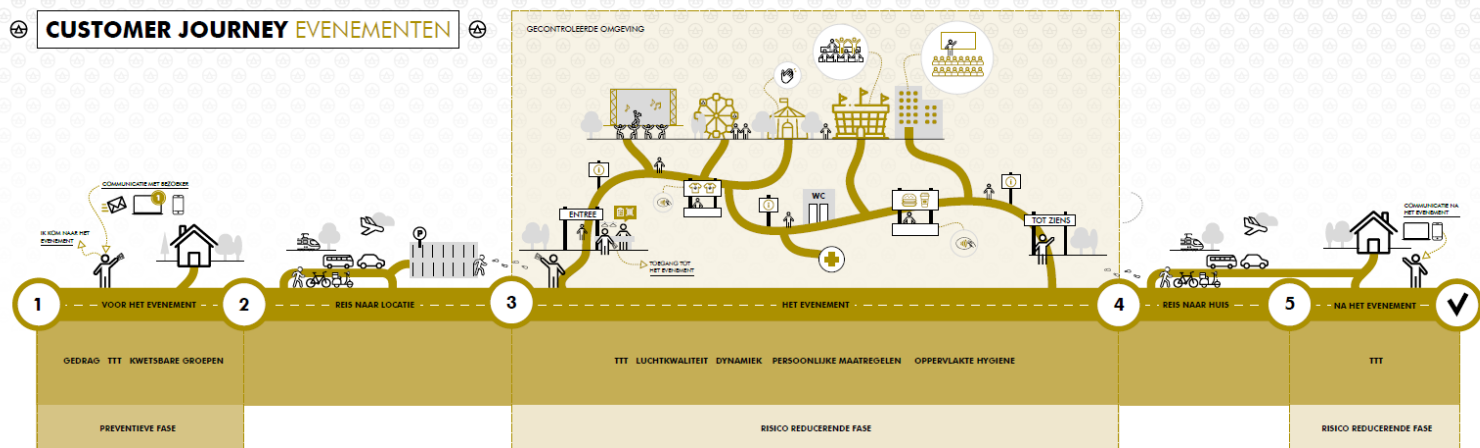 CUSTOMER JOURNEY EVENEMENTEN
GECONTROLEERDE OMGEVING
COMMUNICATIE MET BEZOEKER
1
IK KOM NAAR HET
EVENEMENT
P
ENTREE
TOEGANG TOT
HET EVENEMENT
WC
TOT ZIENS
COMMUNICATIE NA
HET EVENEMENT
1 VOOR HET EVENEMENT 2 REIS NAAR LOCATIE 3 HET EVENEMENT 4 REIS NAAR HUIS 5 NA HET EVENEMENT
GEDRAG TTT KWETSBARE GROEPEN
TTT LUCHTKWALITEIT DYNAMIEK PERSOONLIJKE MAATREGELEN OPPERVLAKTE HYGIENE
TTT
PREVENTIEVE FASE
RISICO REDUCERENDE FASE
RISICO REDUCERENDE FASE